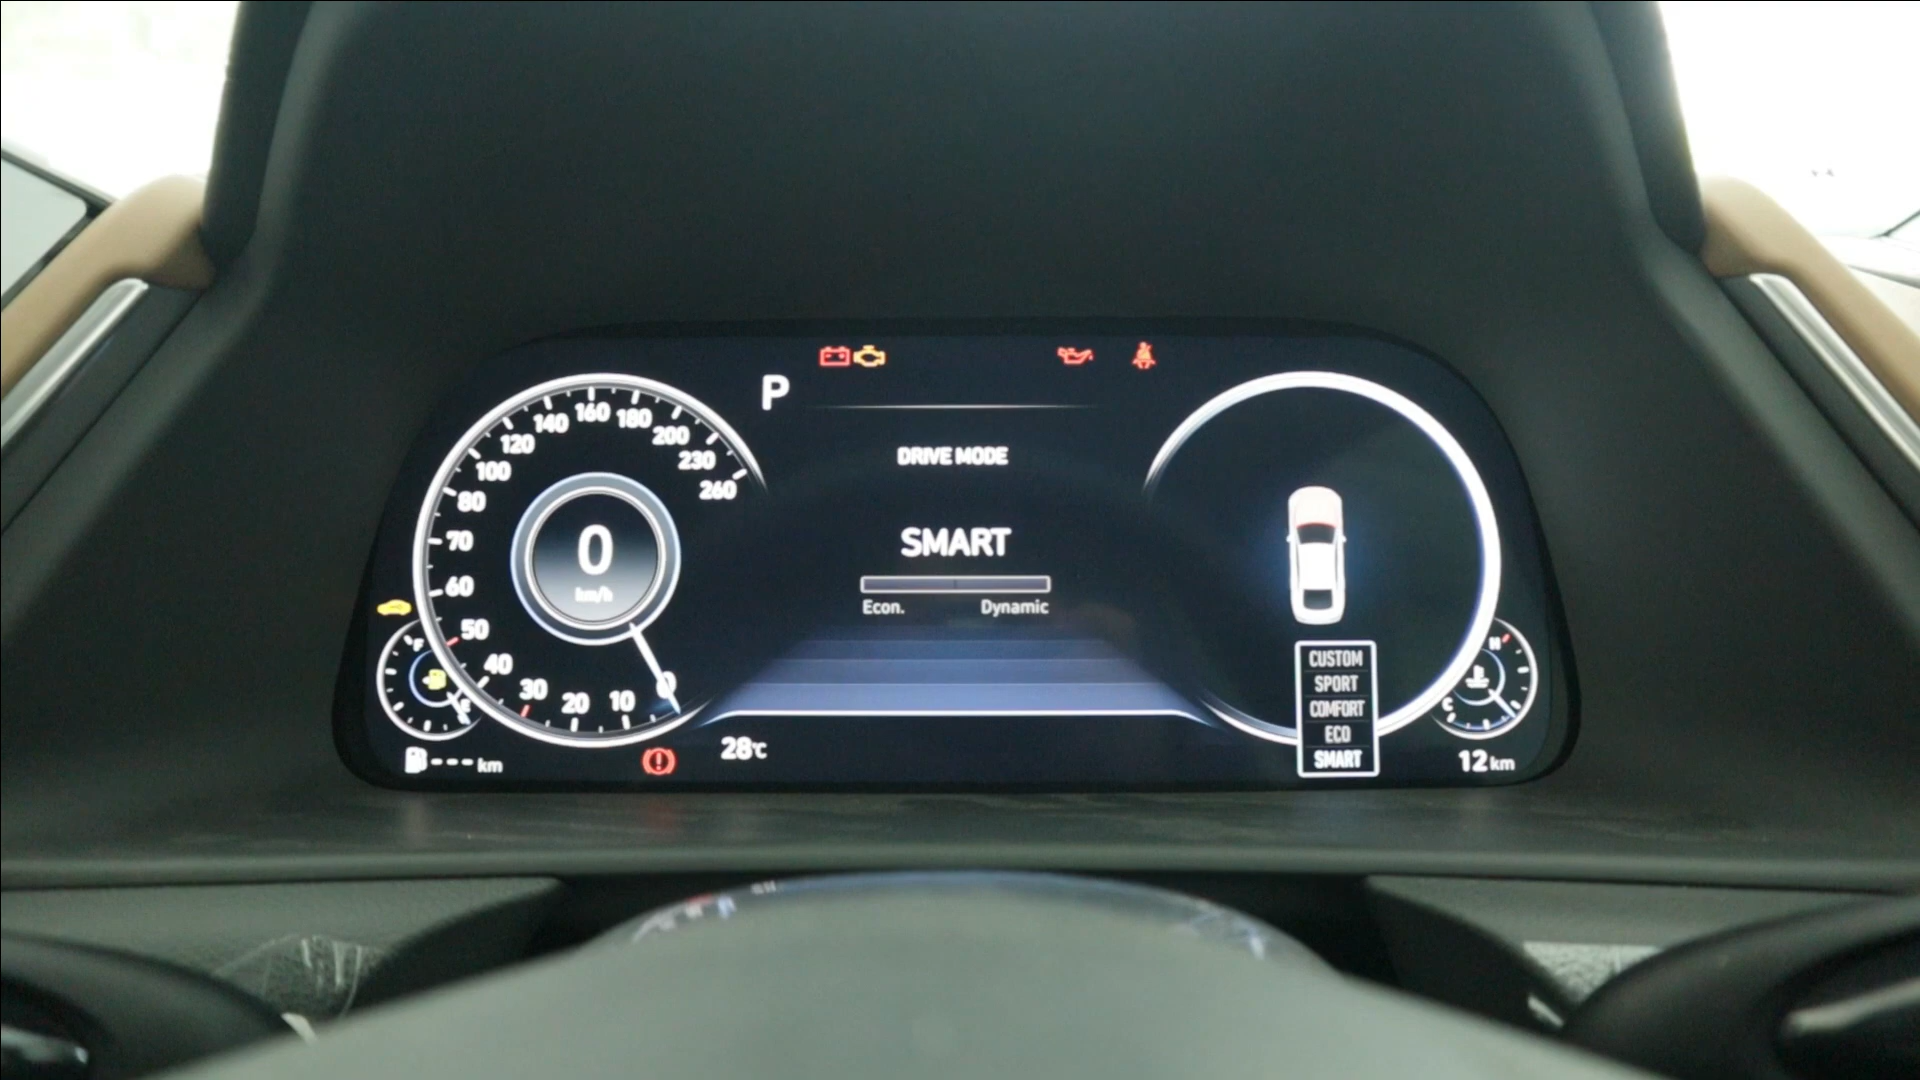 P
DRIVE MODE
SMART
Econ. Dynamic
0
km/h
0
10
20
30
40
50
60
70
80
100
120
140
160
180
200
230
260
F
E
--- km
28℃
CUSTOM
SPORT
COMFORT
ECO
SMART
H
C
12 km